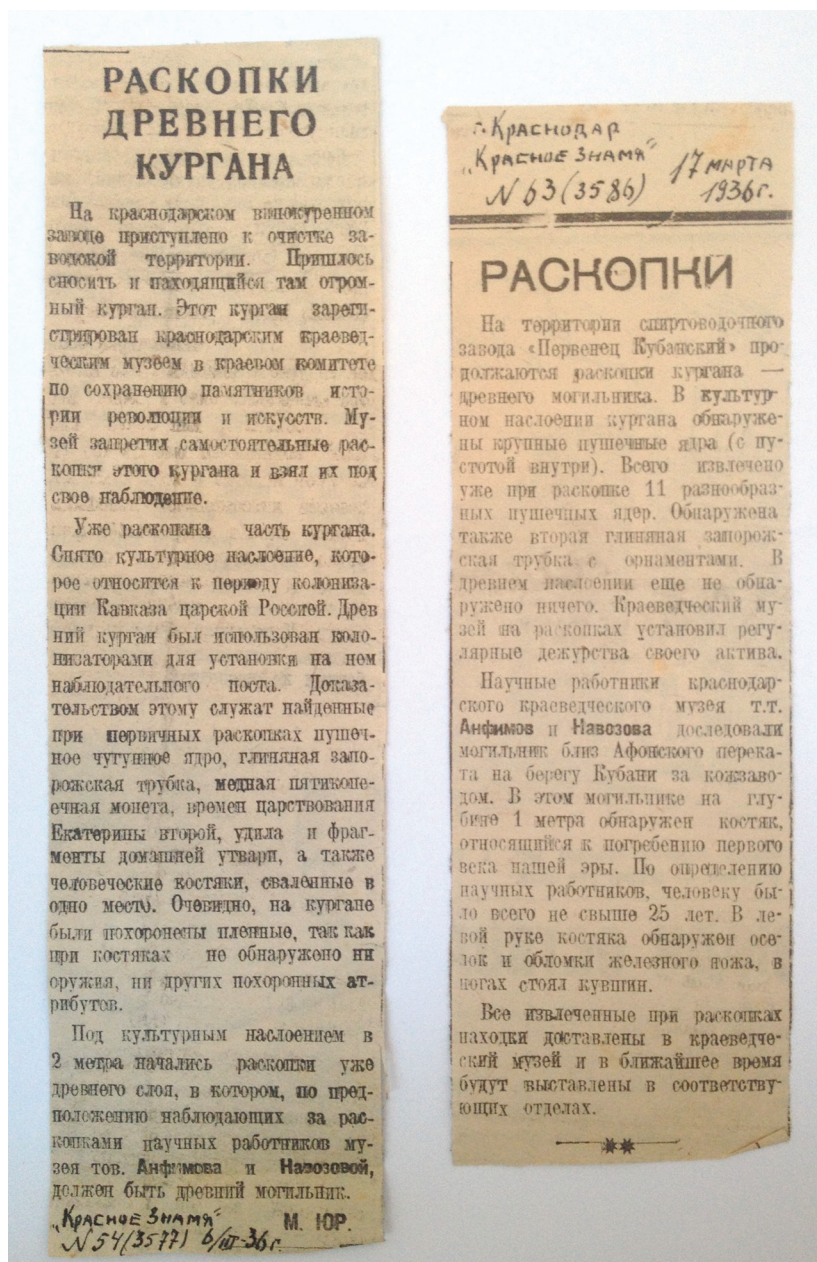 РАСКОПКИ
ДРЕВНЕГО
КУРГАНА
На краснодарском винокуренном
заводе приступлено к очистке за-
водской территории. Пришлось
сносить и находящийся там огром-
ный курган. Этот курган зареги-
стрирован краснодарским краевед-
ческим музеем в краевом комитете
по сохранению памятников исто-
рии революции и искусств. Му-
зей запретил самостоятельные рас-
копки этого кургана и взял их под
свое наблюдение.
Уже раскопана часть кургана.
Снято культурное наслоение, кото-
рое относится к периоду колониза-
ции Кавказа царской Россией. Древ
ний курган был использован коло-
низаторами для установки на нем
наблюдательного поста. Доказа-
тельством этому служат найденные
при первичных раскопках пушеч-
ное чугунное ядро, глиняная запо-
рожская трубка, медная пятикопе-
ечная монета, времен царствования
Екатерины второй, удила и фраг-
менты домашней утвари, а также
человеческие костяки, сваленные в
одно место. Очевидно, на кургане
были похоронены пленные, так как
при костяках не обнаружено ни
оружия, ни других похоронных ат-
рибутов.
Под культурным наслоением в
2 метра начались раскопки уже
древнего слоя, в котором, по пред-
положению наблюдающих за рас-
копками научных работников му-
зея тов. Анфимова и Навозовой,
должен быть древний могильник.
М. ЮР.
„Красное Знамя"
N 54 (3577) 6/III-36 г.
г. Краснодар
„Красное Знамя"
N 63 (3586)
17 марта
1936 г.
РАСКОПКИ
На территории спиртоводочного
завода «Первенец Кубанский» про-
должаются раскопки кургана —
древнего могильника. В культур-
ном наслоении кургана обнаруже-
ны крупные пушечные ядра (с пу-
стотой внутри). Всего извлечено
уже при раскопке 11 разнообраз-
ных пушечных ядер. Обнаружена
также вторая глиняная запорож-
ская трубка с орнаментами. В
древнем наслоении еще не обна-
ружено ничего. Краеведческий му-
зей на раскопках установил регу-
лярные дежурства своего актива.
Научные работники краснодар-
ского краеведческого музея т.т.
Анфимов и Навозова доследовали
могильник близ Афонского перека-
та на берегу Кубани за кожзаво-
дом. В этом могильнике на глу-
бине 1 метра обнаружен костяк,
относящийся к погребению первого
века нашей эры. По определению
научных работников, человеку бы-
ло всего не свыше 25 лет. В ле-
вой руке костяка обнаружен осе-
лок и обломки железного ножа, в
ногах стоял кувшин.
Все извлеченные при раскопках
находки доставлены в краеведче-
ский музей и в ближайшее время
будут выставлены в соответству-
ющих отделах.